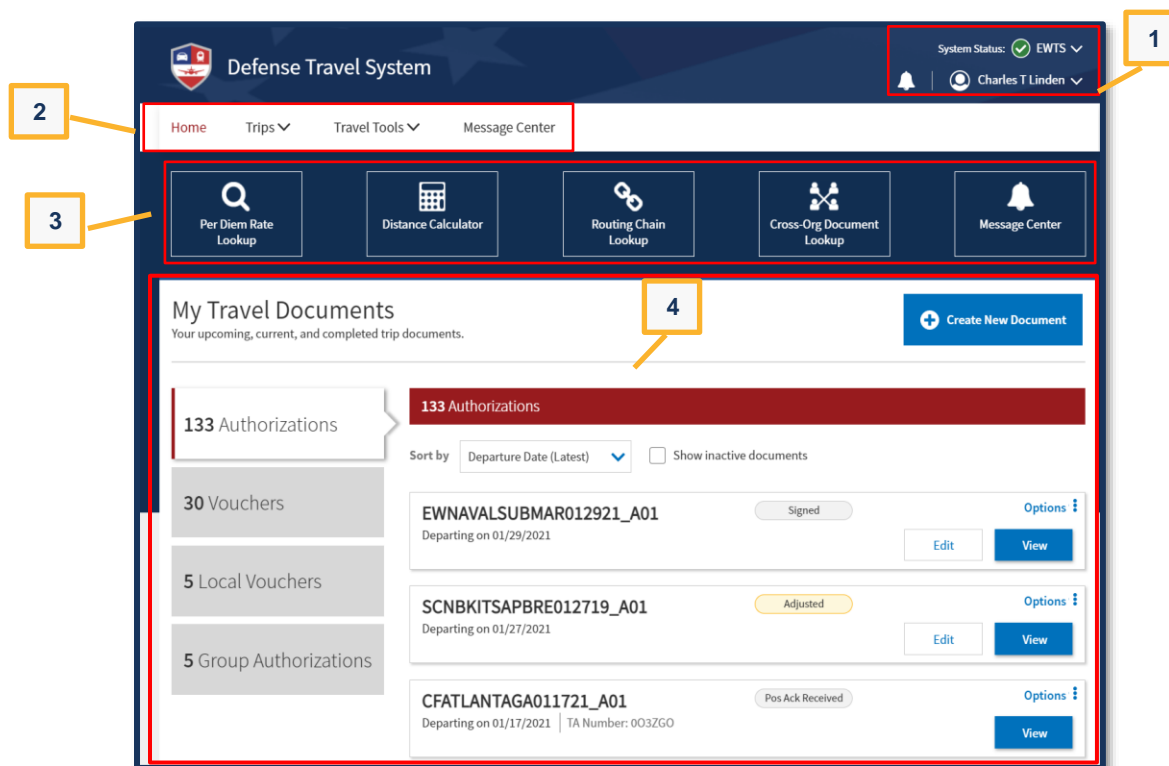 1
System Status: EWTS
Defense Travel System
Charles T Linden
2
Home Trips Travel Tools Message Center
3
Per Diem Rate
Lookup
Distance Calculator
Routing Chain
Lookup
Cross-Org Document
Lookup
Message Center
4
My Travel Documents
Your upcoming, current, and completed trip documents.
Create New Document
133 Authorizations
30 Vouchers
5 Local Vouchers
5 Group Authorizations
133 Authorizations
Sort by Departure Date (Latest) Show inactive documents
EWNAVALSUBMAR012921_A01 Signed Options
Departing on 01/29/2021
Edit View
SCNBKITSAPBRE012719_A01 Adjusted Options
Departing on 01/27/2021
Edit View
CFATLANTAGA011721_A01 Pos Ack Received Options
Departing on 01/17/2021 | TA Number: 0O3ZGO
View